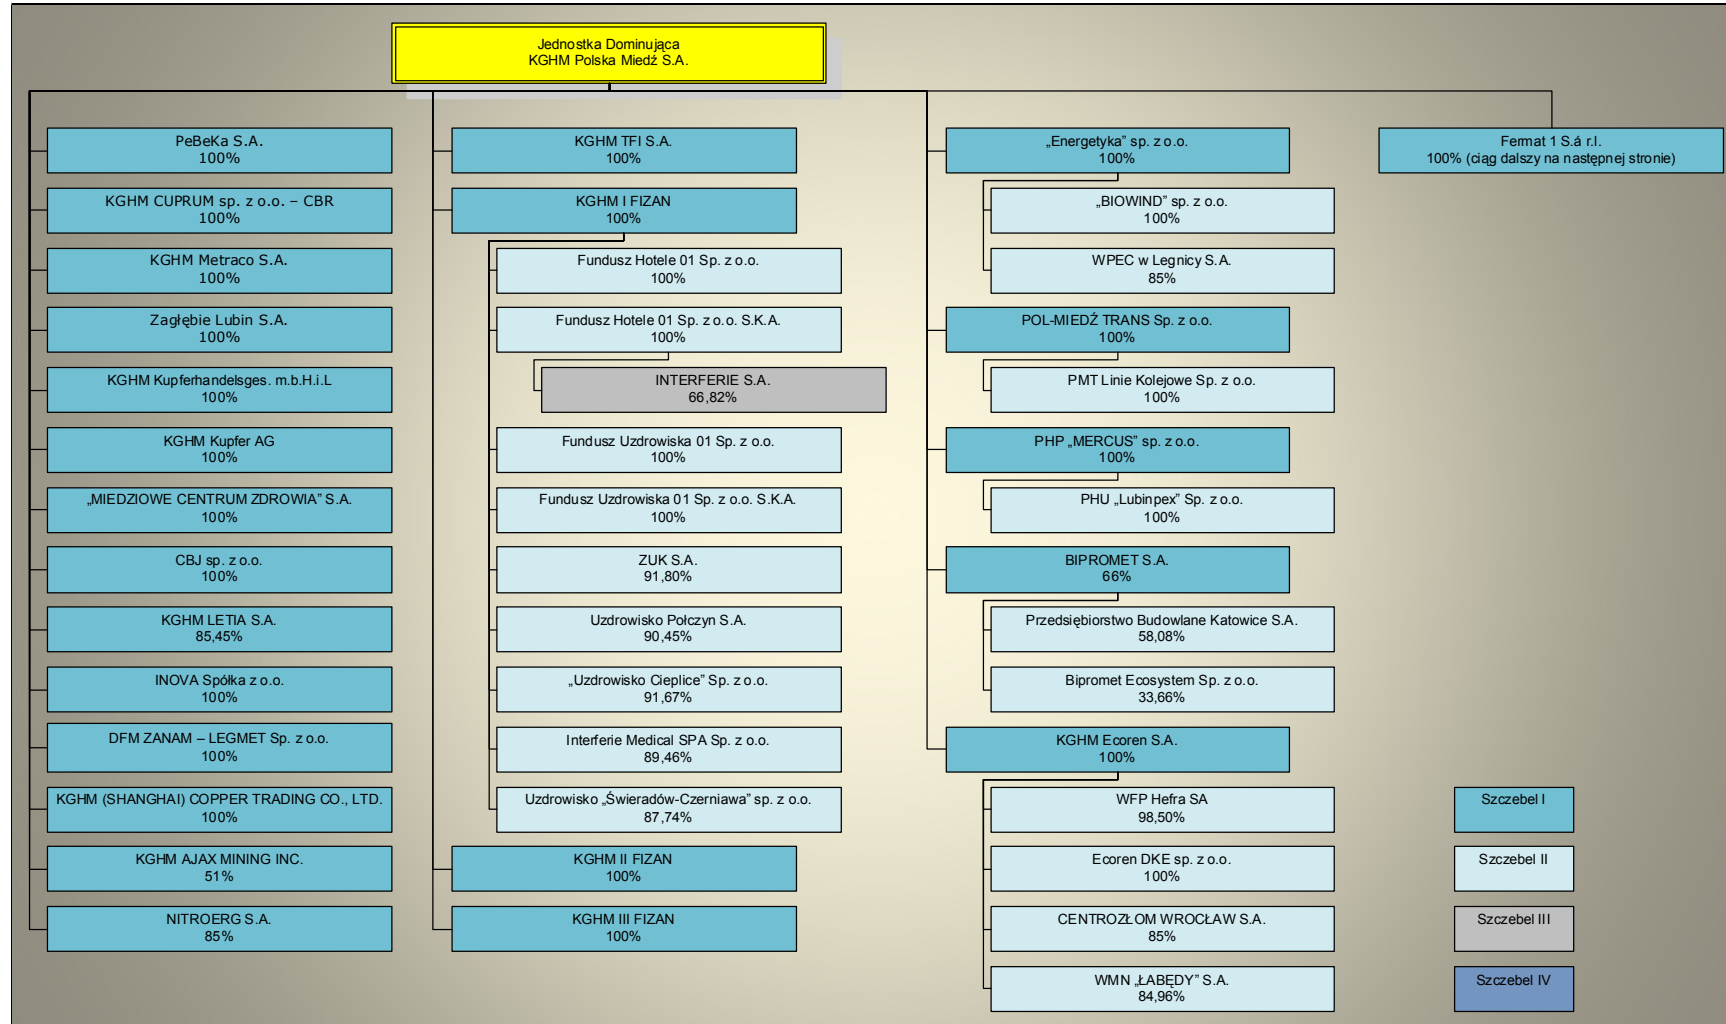 Jednostka Dominująca
KGHM Polska Miedź S.A.
PeBeKa S.A.
100%
KGHM CUPRUM sp. z o.o. – CBR
100%
KGHM Metraco S.A.
100%
Zagłębie Lubin S.A.
100%
KGHM Kupferhandelsges. m.b.H.i.L
100%
KGHM Kupfer AG
100%
„MIEDZIOWE CENTRUM ZDROWIA” S.A.
100%
CBJ sp. z o.o.
100%
KGHM LETIA S.A.
85,45%
INOVA Spółka z o.o.
100%
DFM ZANAM – LEGMET Sp. z o.o.
100%
KGHM (SHANGHAI) COPPER TRADING CO., LTD.
100%
KGHM AJAX MINING INC.
51%
NITROERG S.A.
85%
KGHM TFI S.A.
100%
KGHM I FIZAN
100%
Fundusz Hotele 01 Sp. z o.o.
100%
Fundusz Hotele 01 Sp. z o.o. S.K.A.
100%
INTERFERIE S.A.
66,82%
Fundusz Uzdrowiska 01 Sp. z o.o.
100%
Fundusz Uzdrowiska 01 Sp. z o.o. S.K.A.
100%
ZUK S.A.
91,80%
Uzdrowisko Połczyn S.A.
90,45%
„Uzdrowisko Cieplice” Sp. z o.o.
91,67%
Interferie Medical SPA Sp. z o.o.
89,46%
Uzdrowisko „Świeradów-Czerniawa” sp. z o.o.
87,74%
KGHM II FIZAN
100%
KGHM III FIZAN
100%
„Energetyka” sp. z o.o.
100%
„BIOWIND” sp. z o.o.
100%
WPEC w Legnicy S.A.
85%
POL-MIEDŹ TRANS Sp. z o.o.
100%
PMT Linie Kolejowe Sp. z o.o.
100%
PHP „MERCUS” sp. z o.o.
100%
PHU „Lubinpex” Sp. z o.o.
100%
BIPROMET S.A.
66%
Przedsiębiorstwo Budowlane Katowice S.A.
58,08%
Bipromet Ecosystem Sp. z o.o.
33,66%
KGHM Ecoren S.A.
100%
WFP Hefra SA
98,50%
Ecoren DKE sp. z o.o.
100%
CENTROZŁOM WROCŁAW S.A.
85%
WMN „ŁABĘDY” S.A.
84,96%
Fermat 1 S.á r.l.
100% (ciąg dalszy na następnej stronie)
Szczebel I
Szczebel II
Szczebel III
Szczebel IV